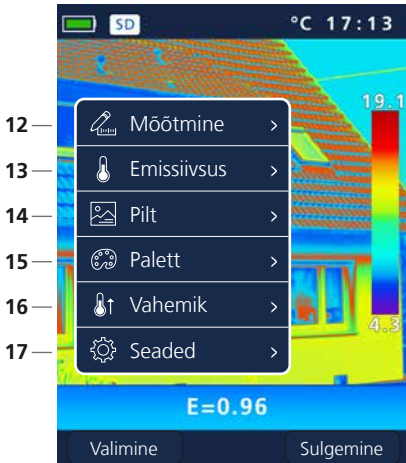 SD °C 17:13
19.1
12 Mõõtmine >
13 Emissiivsus >
14 Pilt >
15 Palett >
16 Vahemik >
4.3
17 Seaded >
E=0.96
Valimine Sulgemine